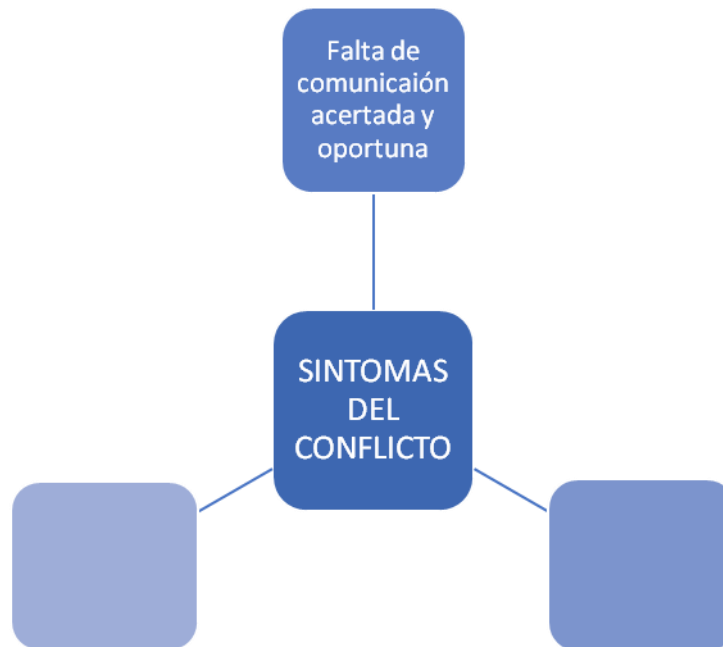 Falta de
comunicaión
acertada y
oportuna
SINTOMAS
DEL
CONFLICTO